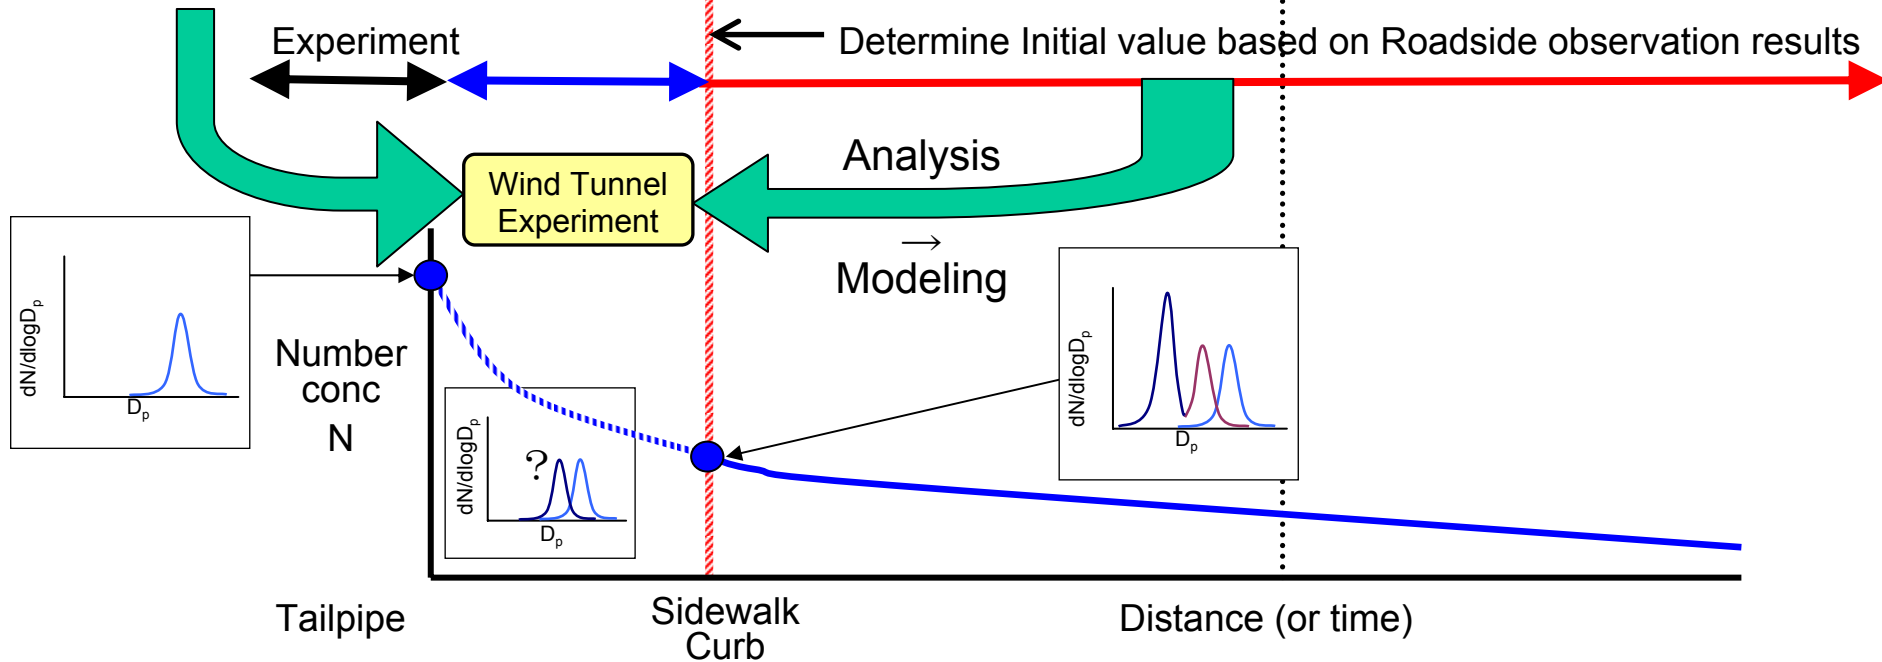 Experiment
Determine Initial value based on Roadside observation results
Wind Tunnel
Experiment
Analysis
→
Modeling
dN/dlogDp
Dp
Number
conc
N
dN/dlogDp
?
Dp
dN/dlogDp
Dp
Tailpipe
Sidewalk
Curb
Distance (or time)